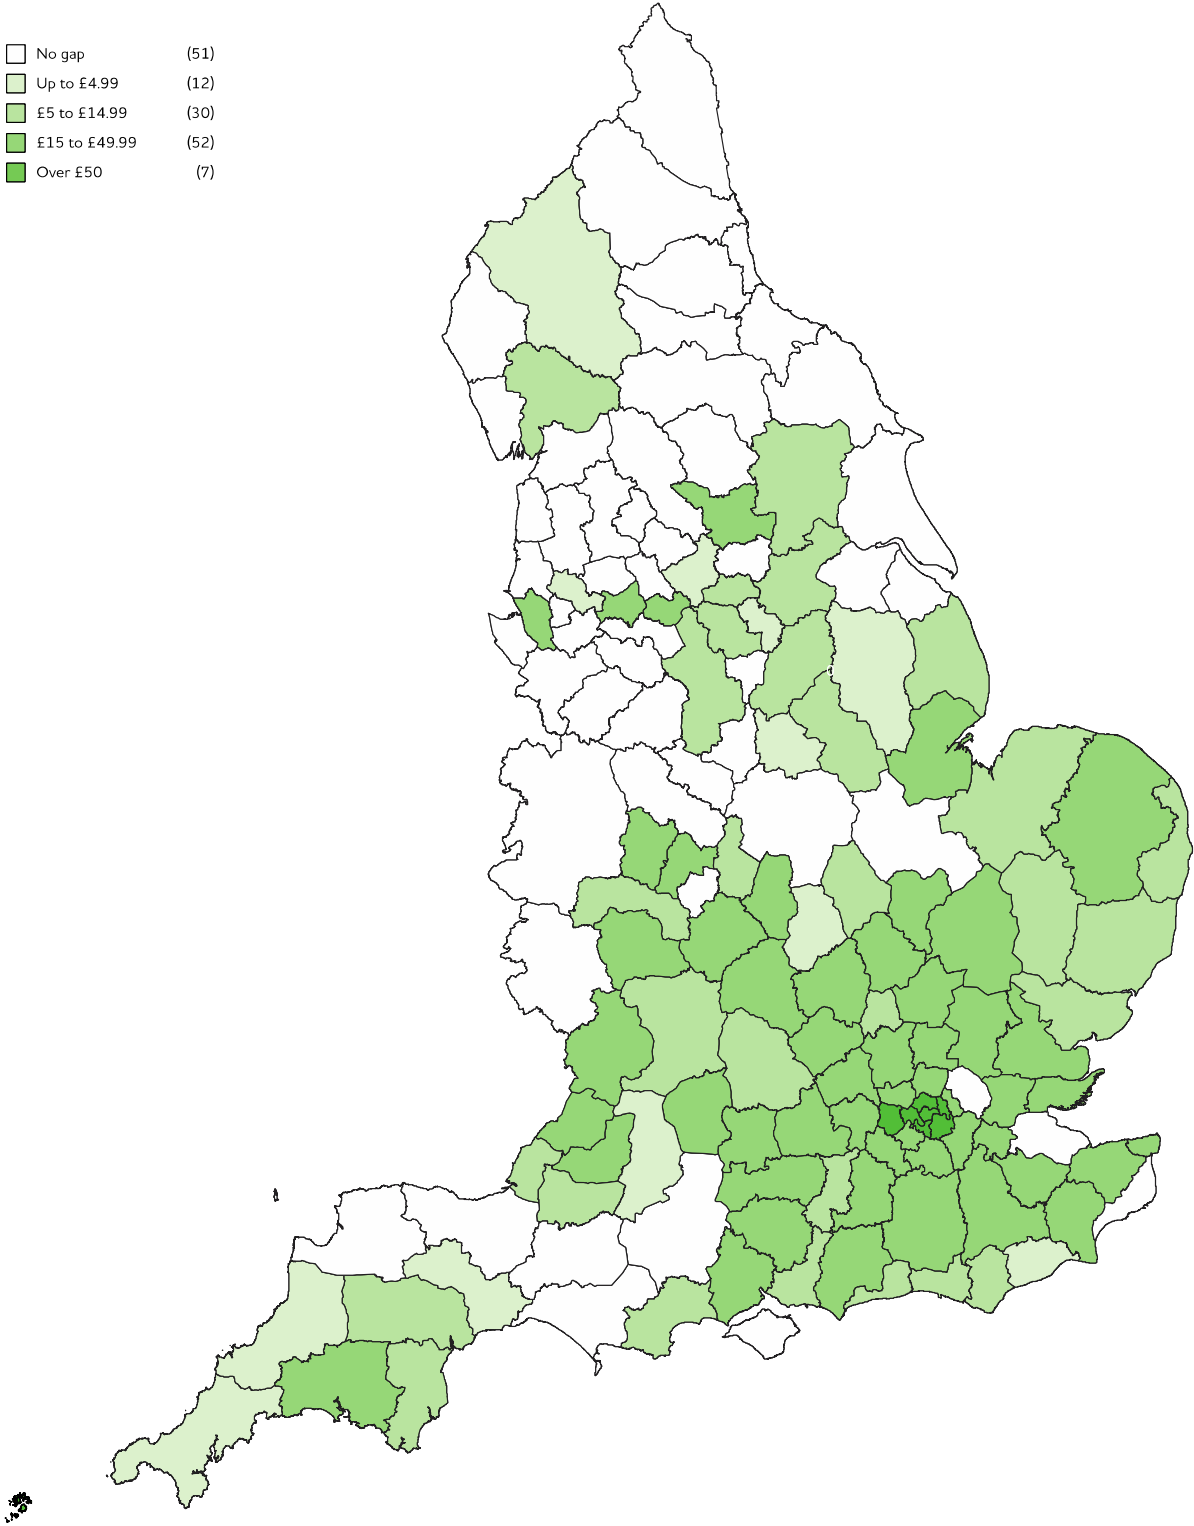 No gap (51)
Up to £4.99 (12)
£5 to £14.99 (30)
£15 to £49.99 (52)
Over £50 (7)